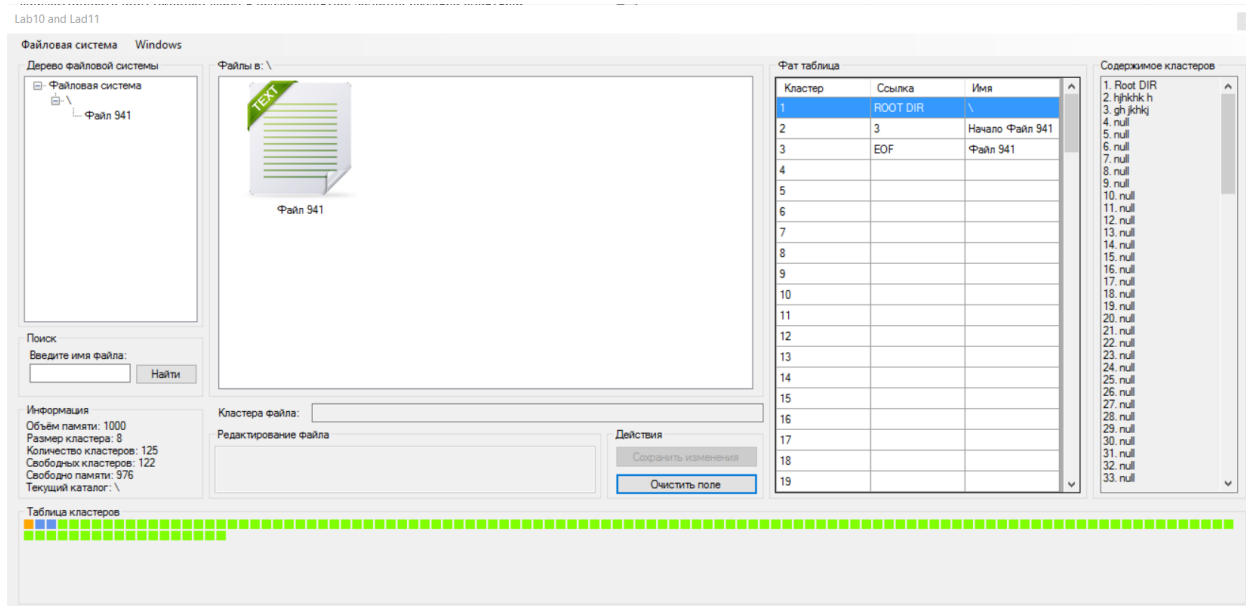 Lab10 and Lad11
Файловая система Windows
Дерево файловой системы
Файловая система
\
Файл 941
Поиск
Введите имя файла:
Найти
Информация
Объём памяти: 1000
Размер кластера: 8
Количество кластеров: 125
Свободных кластеров: 122
Свободно памяти: 976
Текущий каталог: \
Файлы в: \
TEXT
Файл 941
Кластера файла:
Редактирование файла
Действия
Сохранить изменения
Очистить поле
Фат таблица
Кластер Ссылка Имя
1 ROOT DIR \
2 3 Начало Файл 941
3 EOF Файл 941
4
5
6
7
8
9
10
11
12
13
14
15
16
17
18
19
Содержимое кластеров
1. Root DIR
2. hjhkhk h
3. gh jkhkj
4. null
5. null
6. null
7. null
8. null
9. null
10. null
11. null
12. null
13. null
14. null
15. null
16. null
17. null
18. null
19. null
20. null
21. null
22. null
23. null
24. null
25. null
26. null
27. null
28. null
29. null
30. null
31. null
32. null
33. null
Таблица кластеров